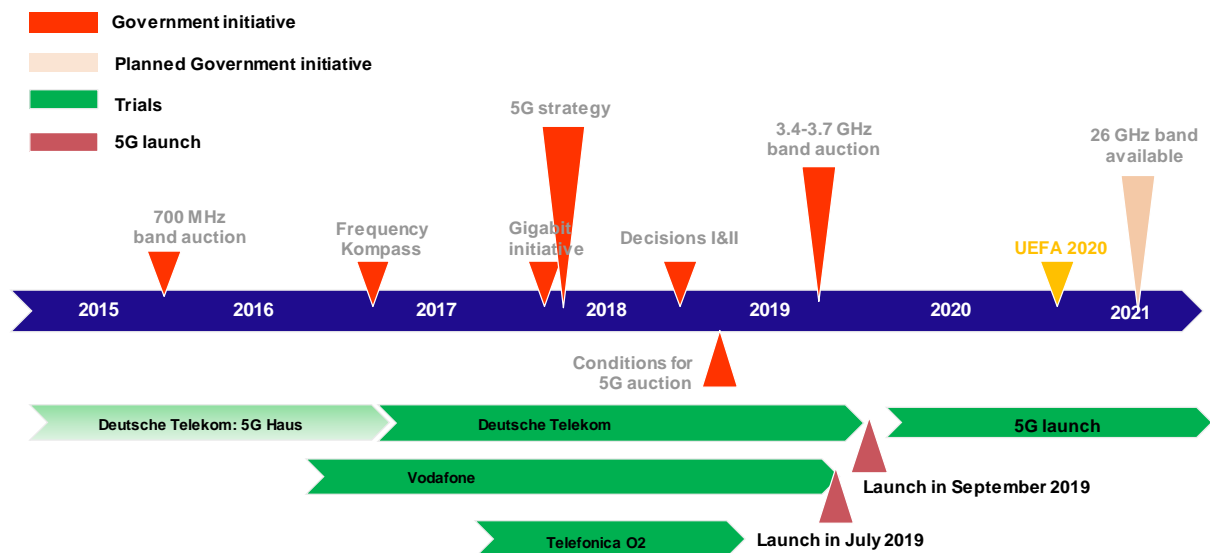 Government initiative
Planned Government initiative
Trials
5G launch
5G strategy
3.4-3.7 GHz
band auction
26 GHz band
available
700 MHz
band auction
Frequency
Kompass
Gigabit
initiative
Decisions I&II
UEFA 2020
2015
2016
2017
2018
2019
2020
2021
Conditions for
5G auction
Deutsche Telekom: 5G Haus
Deutsche Telekom
5G launch
Vodafone
Launch in September 2019
Telefonica O2
Launch in July 2019